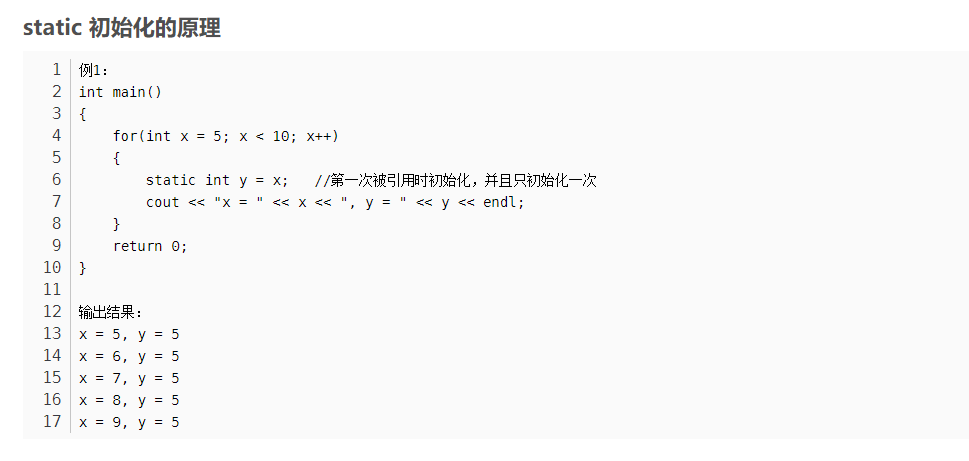 static 初始化的原理
1 例1:
2 int main()
3 {
4     for(int x = 5; x < 10; x++)
5     {
6         static int y = x;   //第一次被引用时初始化，并且只初始化一次
7         cout << "x = " << x << ", y = " << y << endl;
8     }
9     return 0;
10 }
11
12 输出结果:
13 x = 5, y = 5
14 x = 6, y = 5
15 x = 7, y = 5
16 x = 8, y = 5
17 x = 9, y = 5